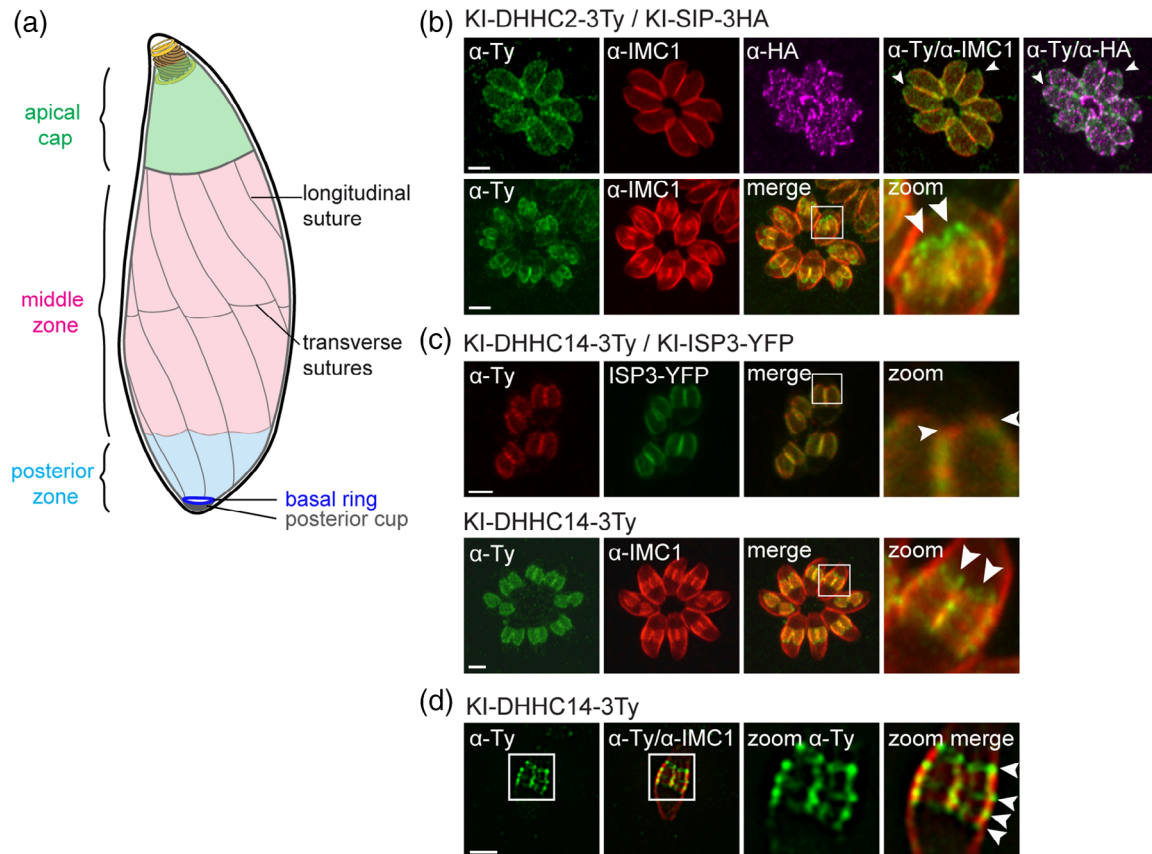 (a)
apical
cap
middle
zone
posterior
zone
longitudinal
suture
transverse
sutures
basal ring
posterior cup
(b) KI-DHHC2-3Ty / KI-SIP-3HA
α-Ty α-IMC1 α-HA α-Ty/α-IMC1 α-Ty/α-HA
α-Ty α-IMC1 merge zoom
(c) KI-DHHC14-3Ty / KI-ISP3-YFP
α-Ty ISP3-YFP merge zoom
KI-DHHC14-3Ty
α-Ty α-IMC1 merge zoom
(d) KI-DHHC14-3Ty
α-Ty α-Ty/α-IMC1 zoom α-Ty zoom merge